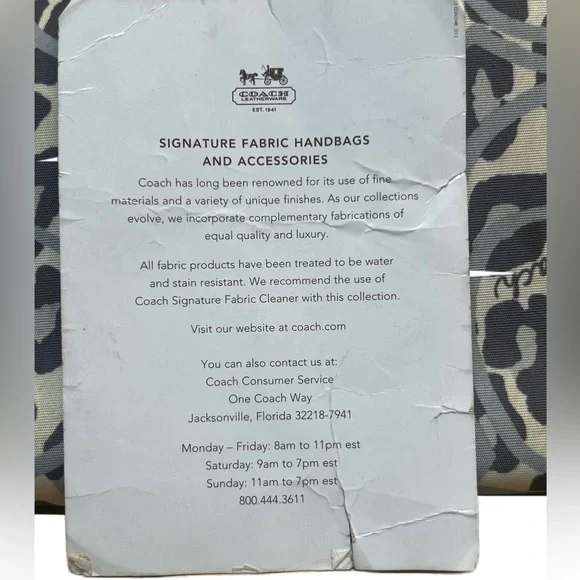 COACH
LEATHERWARE
EST. 1941
SIGNATURE FABRIC HANDBAGS
AND ACCESSORIES
Coach has long been renowned for its use of fine
materials and a variety of unique finishes. As our collections
evolve, we incorporate complementary fabrications of
equal quality and luxury.
All fabric products have been treated to be water
and stain resistant. We recommend the use of
Coach Signature Fabric Cleaner with this collection.
Visit our website at coach.com
You can also contact us at:
Coach Consumer Service
One Coach Way
Jacksonville, Florida 32218-7941
Monday – Friday: 8am to 11pm est
Saturday: 9am to 7pm est
Sunday: 11am to 7pm est
800.444.3611